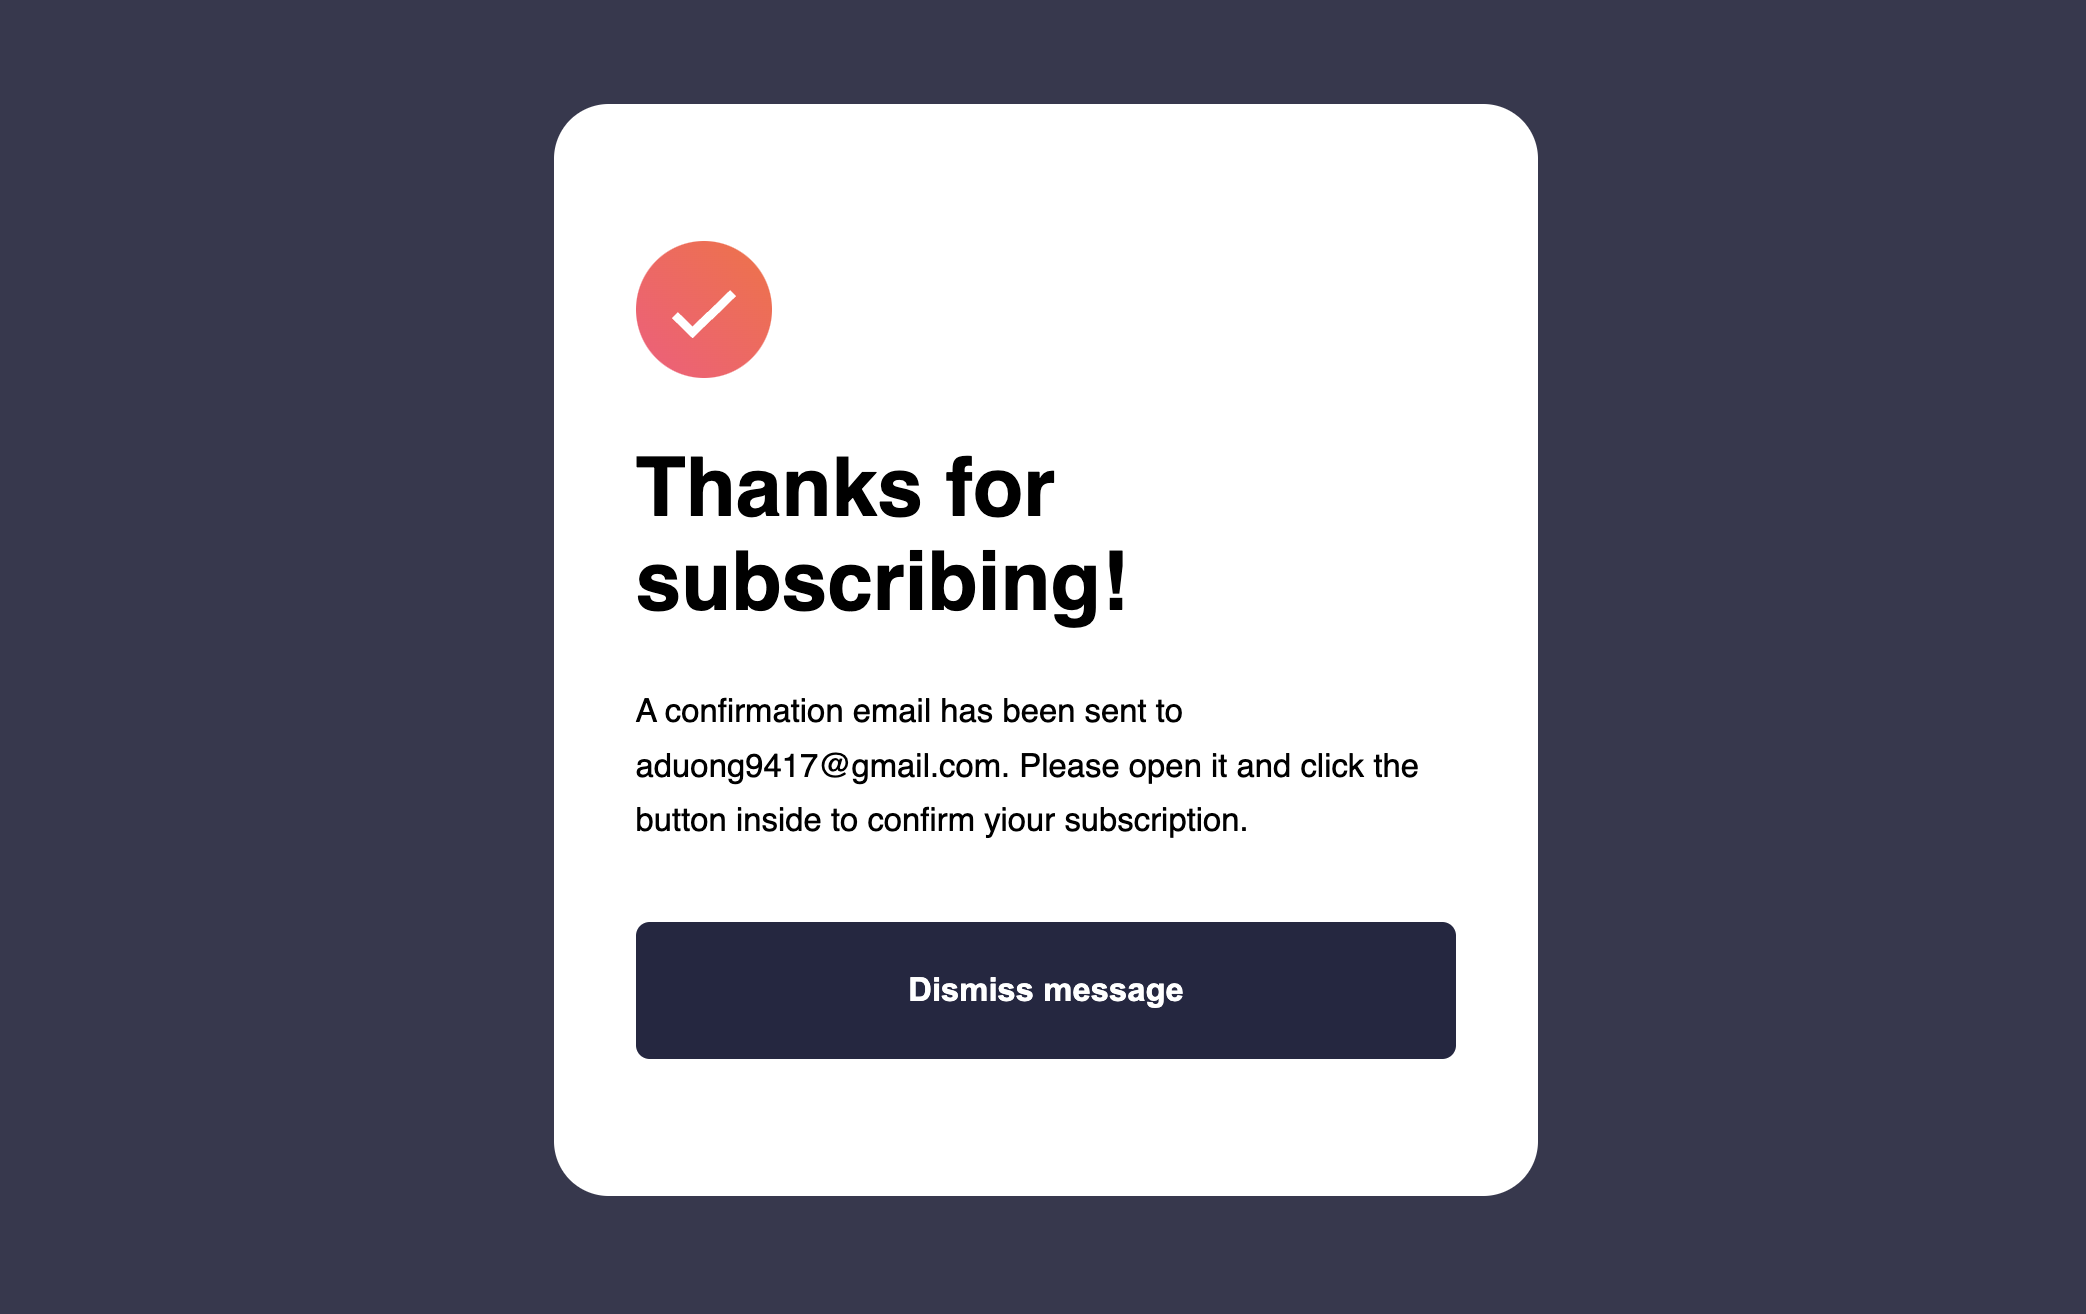 Thanks for
subscribing!
A confirmation email has been sent to
aduong9417@gmail.com. Please open it and click the
button inside to confirm yiour subscription.
Dismiss message